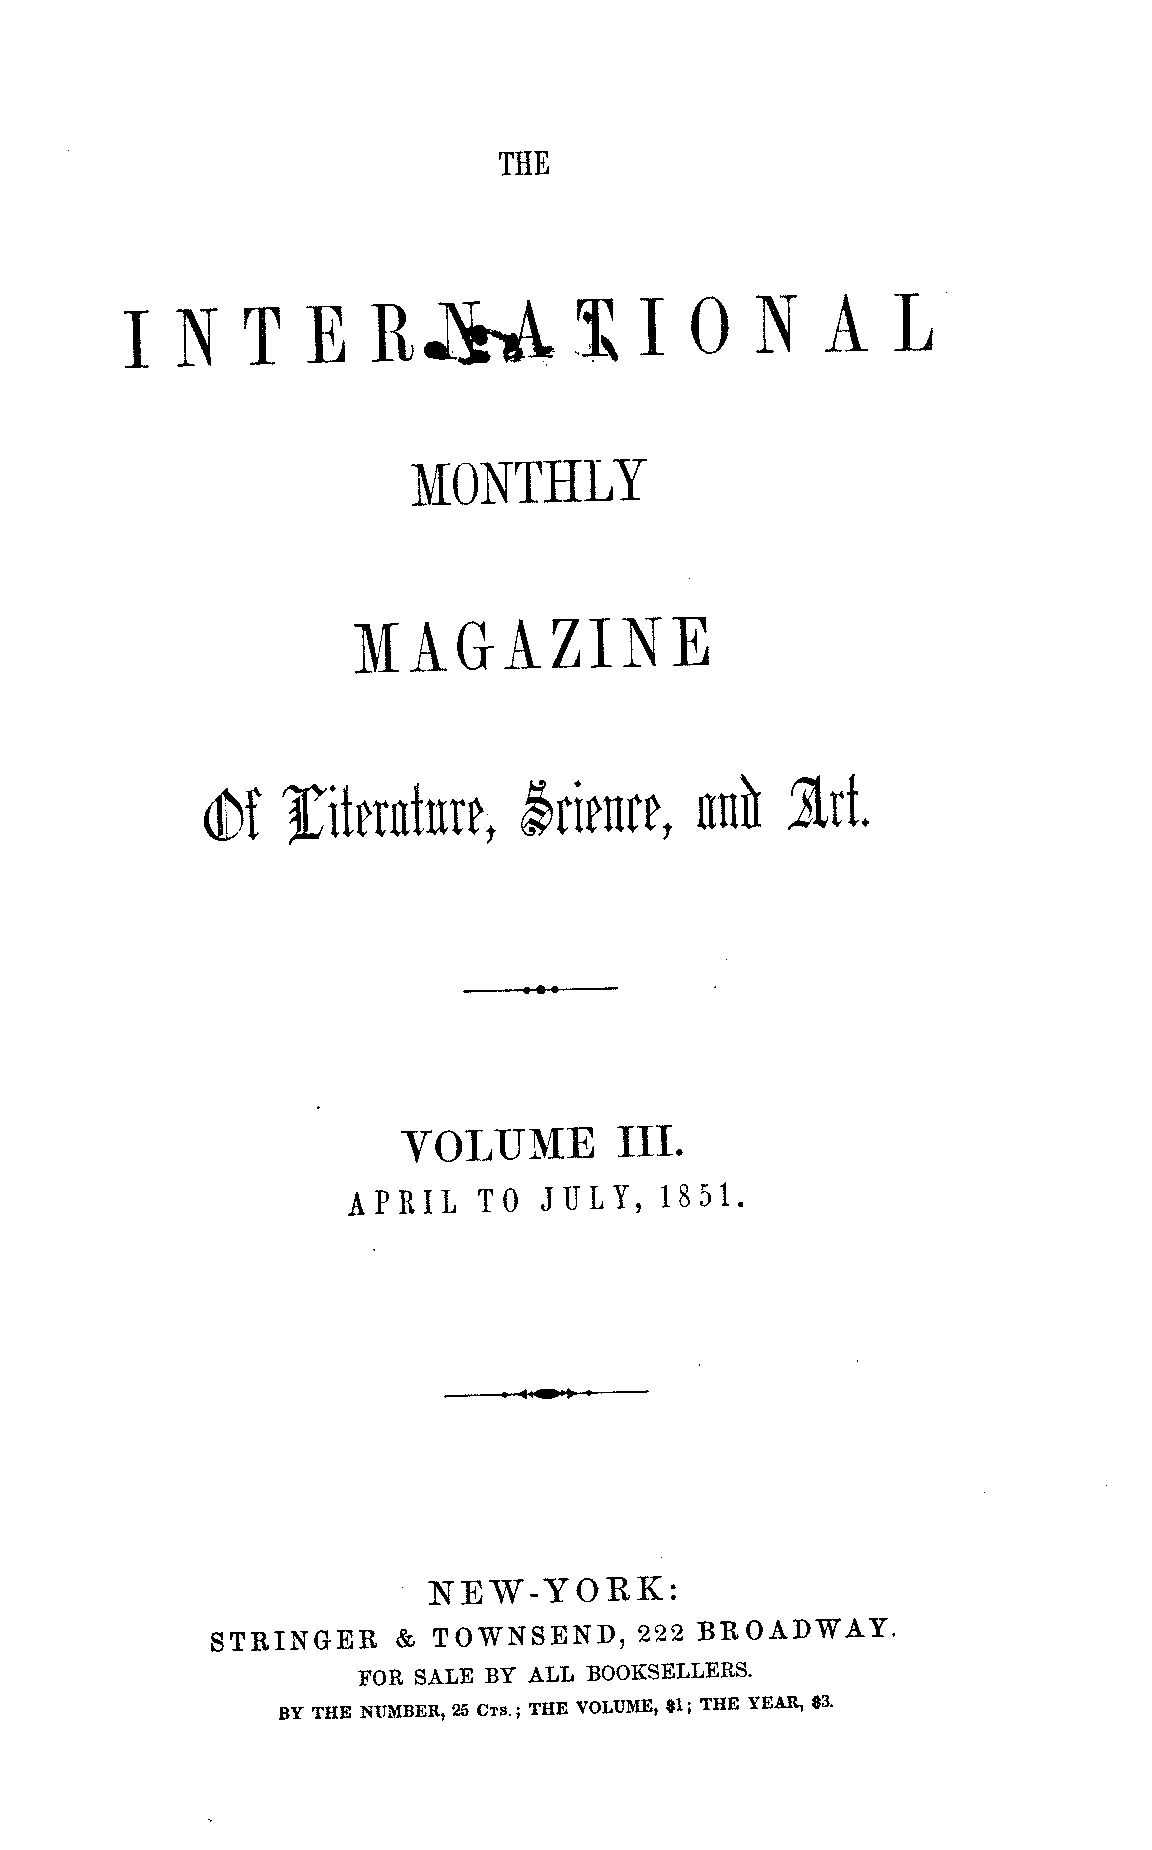 THE
INTERNATIONAL
MONTHLY
MAGAZINE
Of Literature, Science, and Art.
VOLUME III.
APRIL TO JULY, 1851.
NEW-YORK:
STRINGER & TOWNSEND, 222 BROADWAY.
FOR SALE BY ALL BOOKSELLERS.
BY THE NUMBER, 25 CTS.; THE VOLUME, $1; THE YEAR, $3.